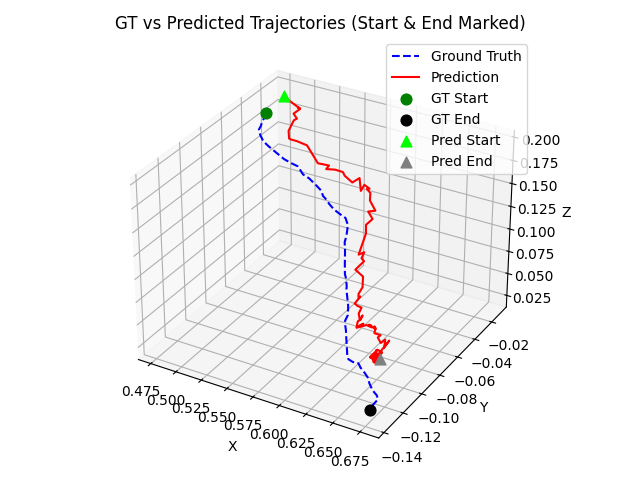 GT vs Predicted Trajectories (Start & End Marked)
Ground Truth
Prediction
GT Start
GT End
Pred Start
Pred End
0.200
0.175
0.150
0.125
0.100
0.075
0.050
0.025
Z
−0.02
−0.04
−0.06
−0.08
−0.10
−0.12
−0.14
Y
0.475
0.500
0.525
0.550
0.575
0.600
0.625
0.650
0.675
X